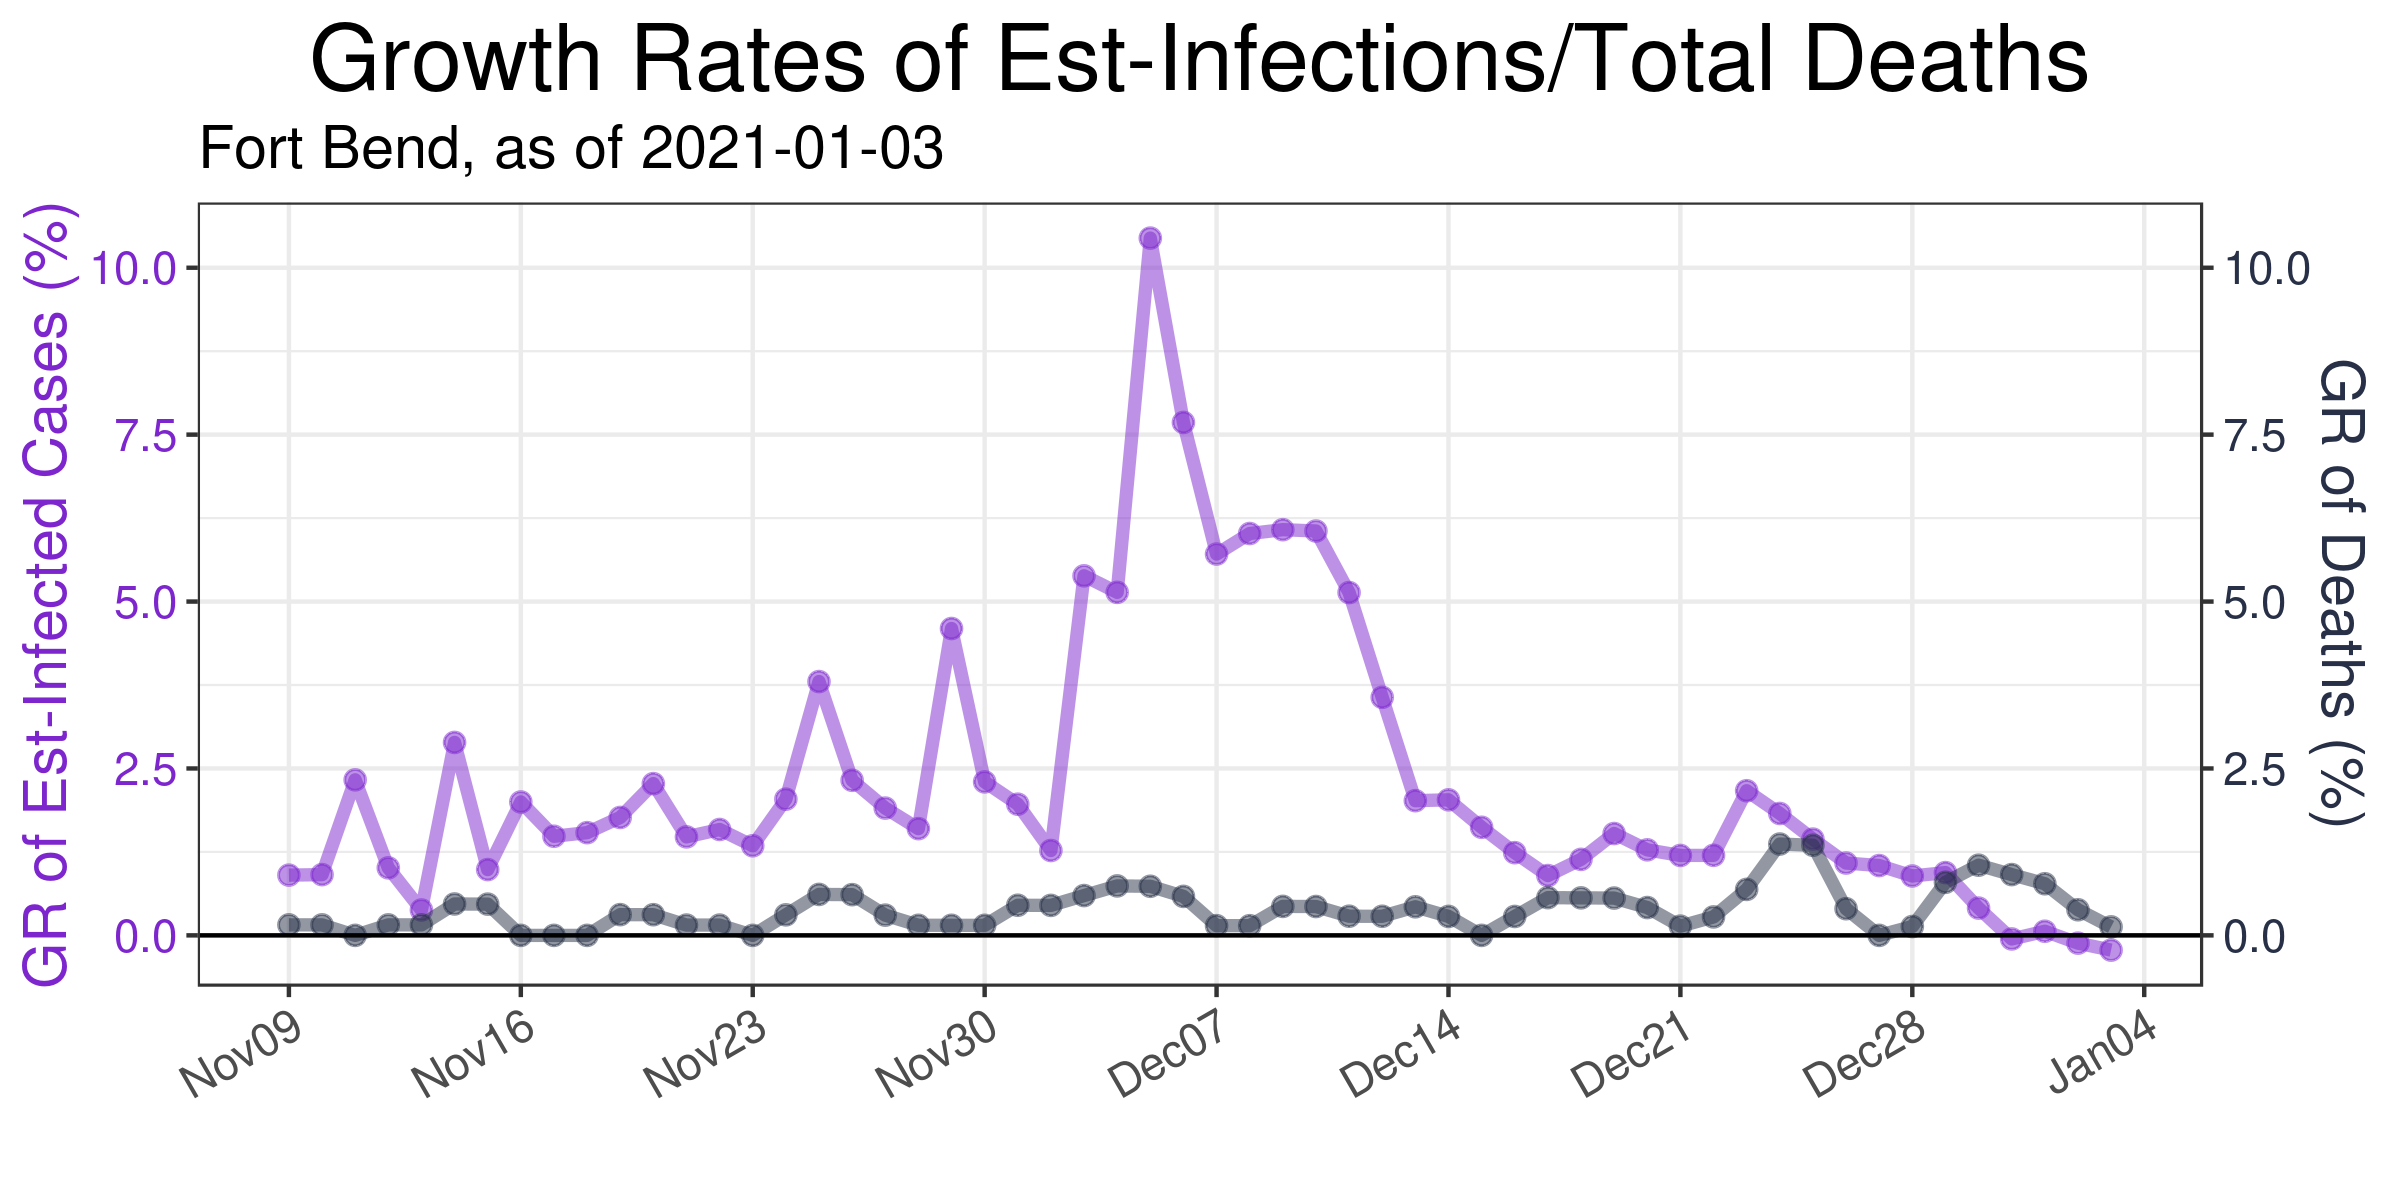 Growth Rates of Est-Infections/Total Deaths
Fort Bend, as of 2021-01-03
GR of Est-Infected Cases (%)
10.0
7.5
5.0
2.5
0.0
10.0
7.5
5.0
2.5
0.0
GR of Deaths (%)
Nov09 Nov16 Nov23 Nov30 Dec07 Dec14 Dec21 Dec28 Jan04